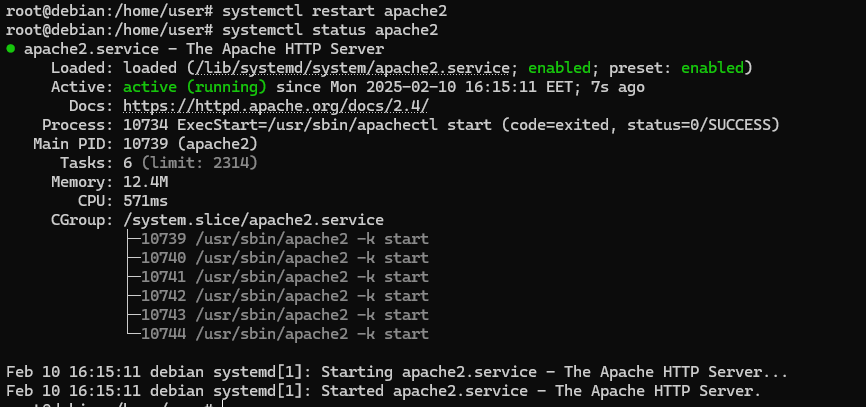 root@debian:/home/user# systemctl restart apache2
root@debian:/home/user# systemctl status apache2
● apache2.service – The Apache HTTP Server
Loaded: loaded (/lib/systemd/system/apache2.service; enabled; preset: enabled)
Active: active (running) since Mon 2025-02-10 16:15:11 EET; 7s ago
Docs: https://httpd.apache.org/docs/2.4/
Process: 10734 ExecStart=/usr/sbin/apachectl start (code=exited, status=0/SUCCESS)
Main PID: 10739 (apache2)
Tasks: 6 (limit: 2314)
Memory: 12.4M
CPU: 571ms
CGroup: /system.slice/apache2.service
├─10739 /usr/sbin/apache2 -k start
├─10740 /usr/sbin/apache2 -k start
├─10741 /usr/sbin/apache2 -k start
├─10742 /usr/sbin/apache2 -k start
├─10743 /usr/sbin/apache2 -k start
└─10744 /usr/sbin/apache2 -k start
Feb 10 16:15:11 debian systemd[1]: Starting apache2.service – The Apache HTTP Server...
Feb 10 16:15:11 debian systemd[1]: Started apache2.service – The Apache HTTP Server.